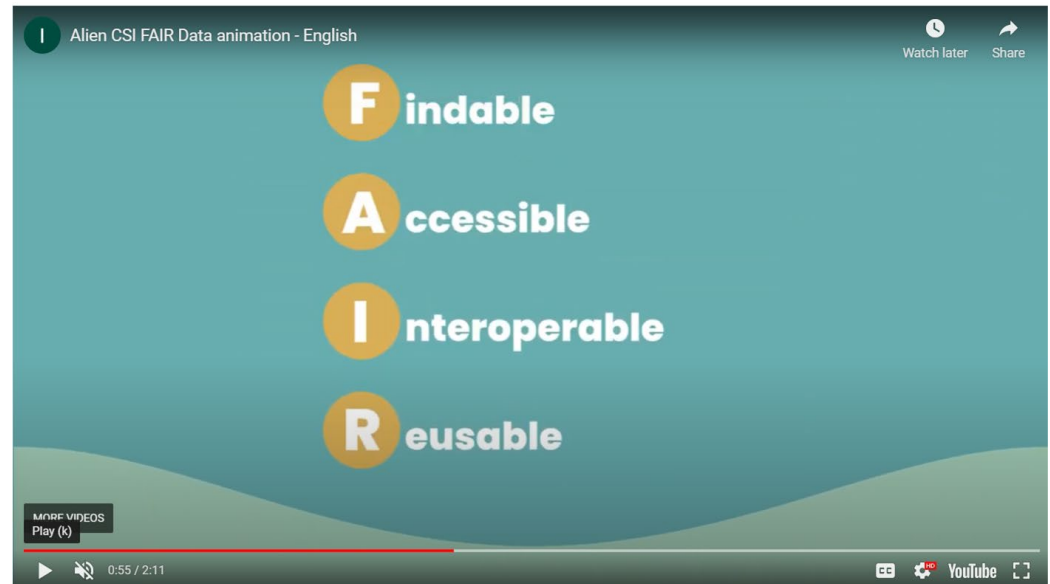 I Alien CSI FAIR Data animation - English
Watch later Share
Findable
Accessible
Interoperable
Reusable
MORE VIDEOS
Play (k)
0:55 / 2:11 CC HD YouTube